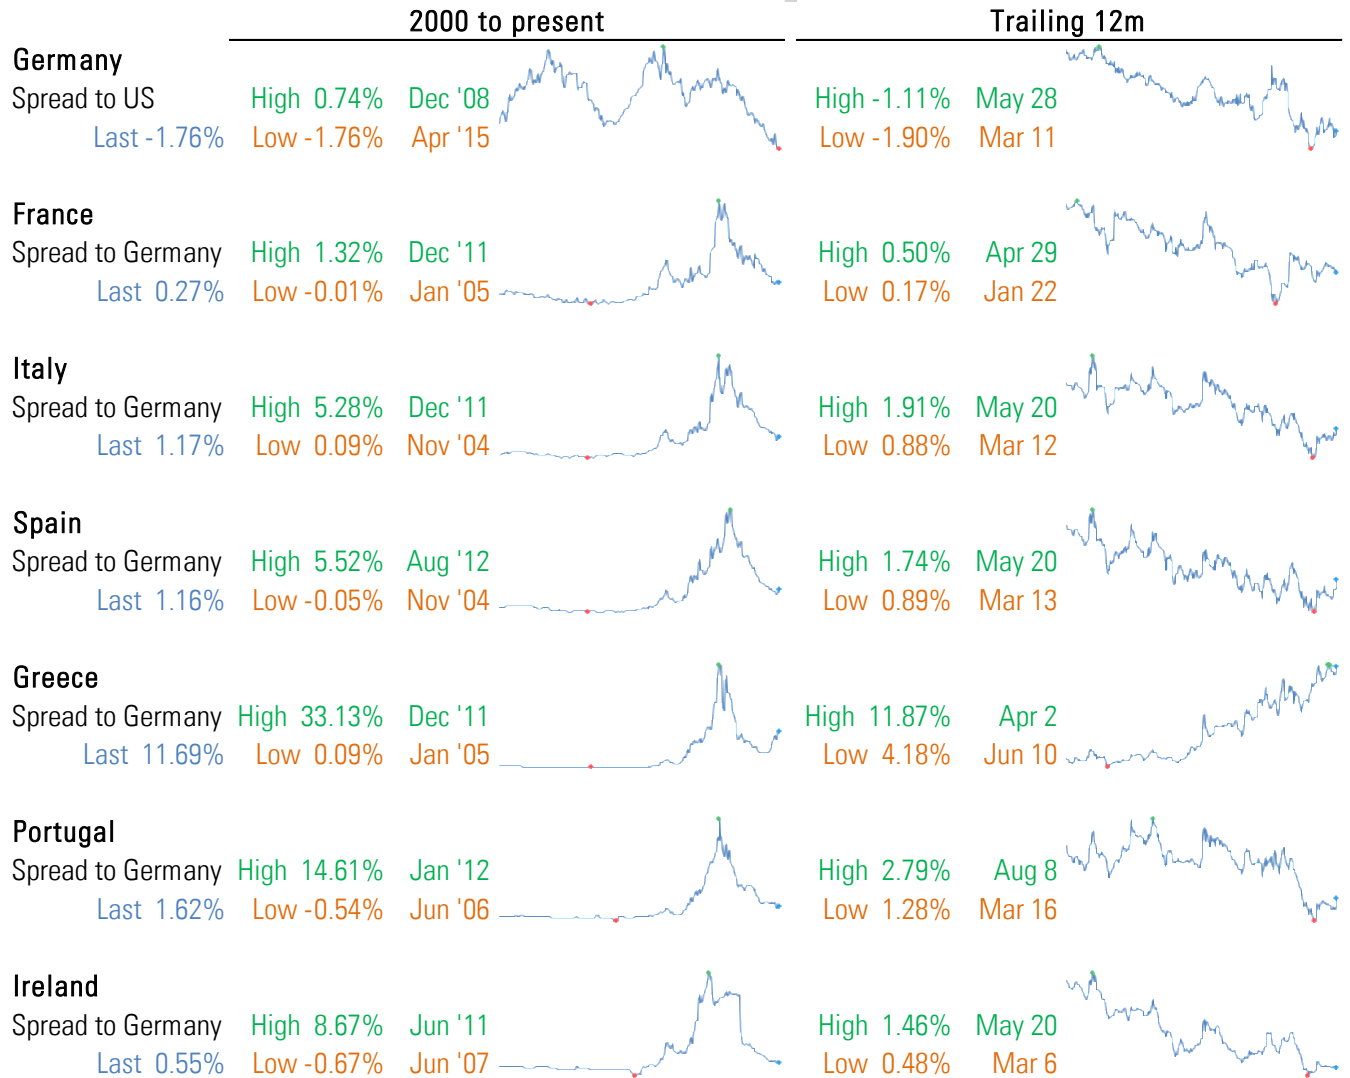 2000 to present Trailing 12m
Germany
Spread to US High 0.74% Dec '08 High -1.11% May 28
Last -1.76% Low -1.76% Apr '15 Low -1.90% Mar 11
France
Spread to Germany High 1.32% Dec '11 High 0.50% Apr 29
Last 0.27% Low -0.01% Jan '05 Low 0.17% Jan 22
Italy
Spread to Germany High 5.28% Dec '11 High 1.91% May 20
Last 1.17% Low 0.09% Nov '04 Low 0.88% Mar 12
Spain
Spread to Germany High 5.52% Aug '12 High 1.74% May 20
Last 1.16% Low -0.05% Nov '04 Low 0.89% Mar 13
Greece
Spread to Germany High 33.13% Dec '11 High 11.87% Apr 2
Last 11.69% Low 0.09% Jan '05 Low 4.18% Jun 10
Portugal
Spread to Germany High 14.61% Jan '12 High 2.79% Aug 8
Last 1.62% Low -0.54% Jun '06 Low 1.28% Mar 16
Ireland
Spread to Germany High 8.67% Jun '11 High 1.46% May 20
Last 0.55% Low -0.67% Jun '07 Low 0.48% Mar 6